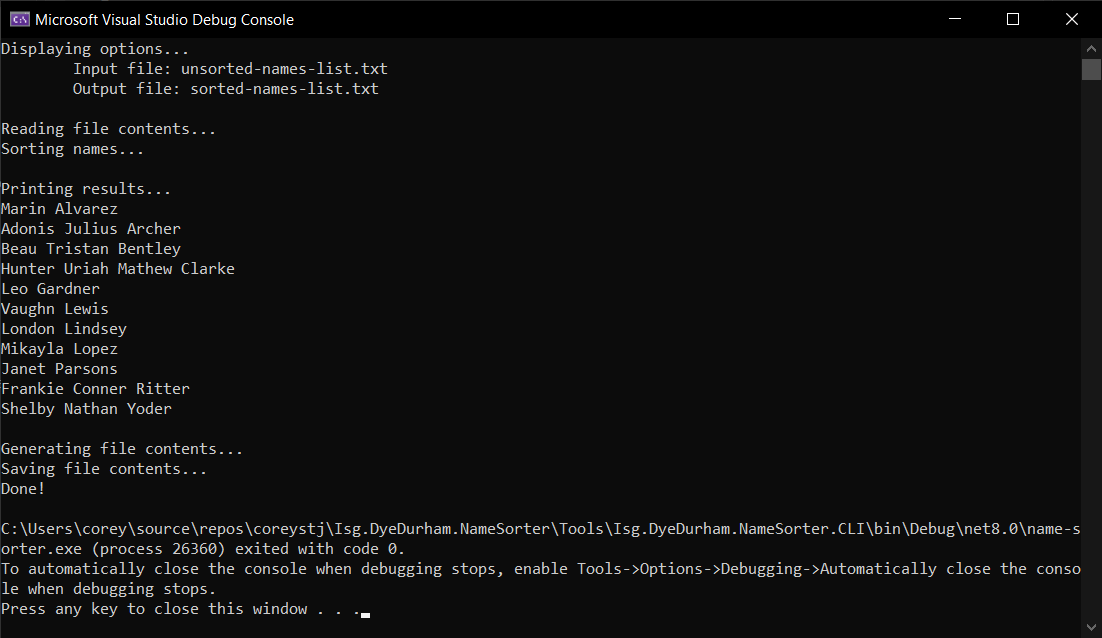 Microsoft Visual Studio Debug Console
Displaying options...
        Input file: unsorted-names-list.txt
        Output file: sorted-names-list.txt
Reading file contents...
Sorting names...
Printing results...
Marin Alvarez
Adonis Julius Archer
Beau Tristan Bentley
Hunter Uriah Mathew Clarke
Leo Gardner
Vaughn Lewis
London Lindsey
Mikayla Lopez
Janet Parsons
Frankie Conner Ritter
Shelby Nathan Yoder
Generating file contents...
Saving file contents...
Done!
C:\Users\corey\source\repos\coreystj\Isg.DyeDurham.NameSorter\Tools\Isg.DyeDurham.NameSorter.CLI\bin\Debug\net8.0\name-s
orter.exe (process 26360) exited with code 0.
To automatically close the console when debugging stops, enable Tools->Options->Debugging->Automatically close the conso
le when debugging stops.
Press any key to close this window . . .